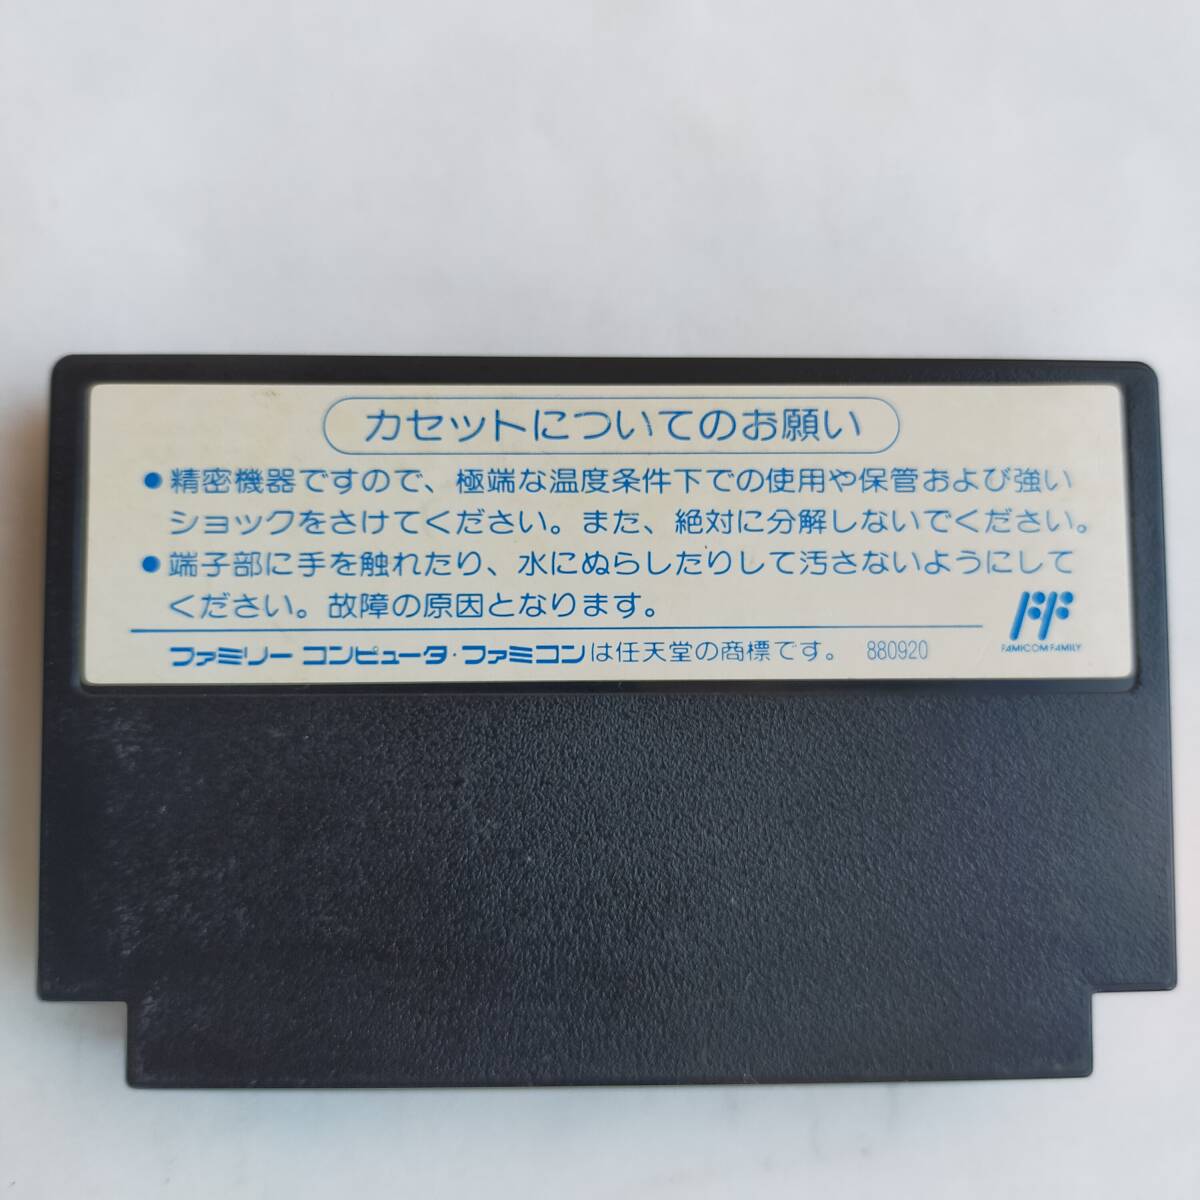 カセットについてのお願い
●精密機器ですので、極端な温度条件下での使用や保管および強い
ショックをさけてください。また、絶対に分解しないでください。
●端子部に手を触れたり、水にぬらしたりして汚さないようにして
ください。故障の原因となります。
ファミリー コンピュータ・ファミコンは任天堂の商標です。 880920
FF
FAMICOM FAMILY